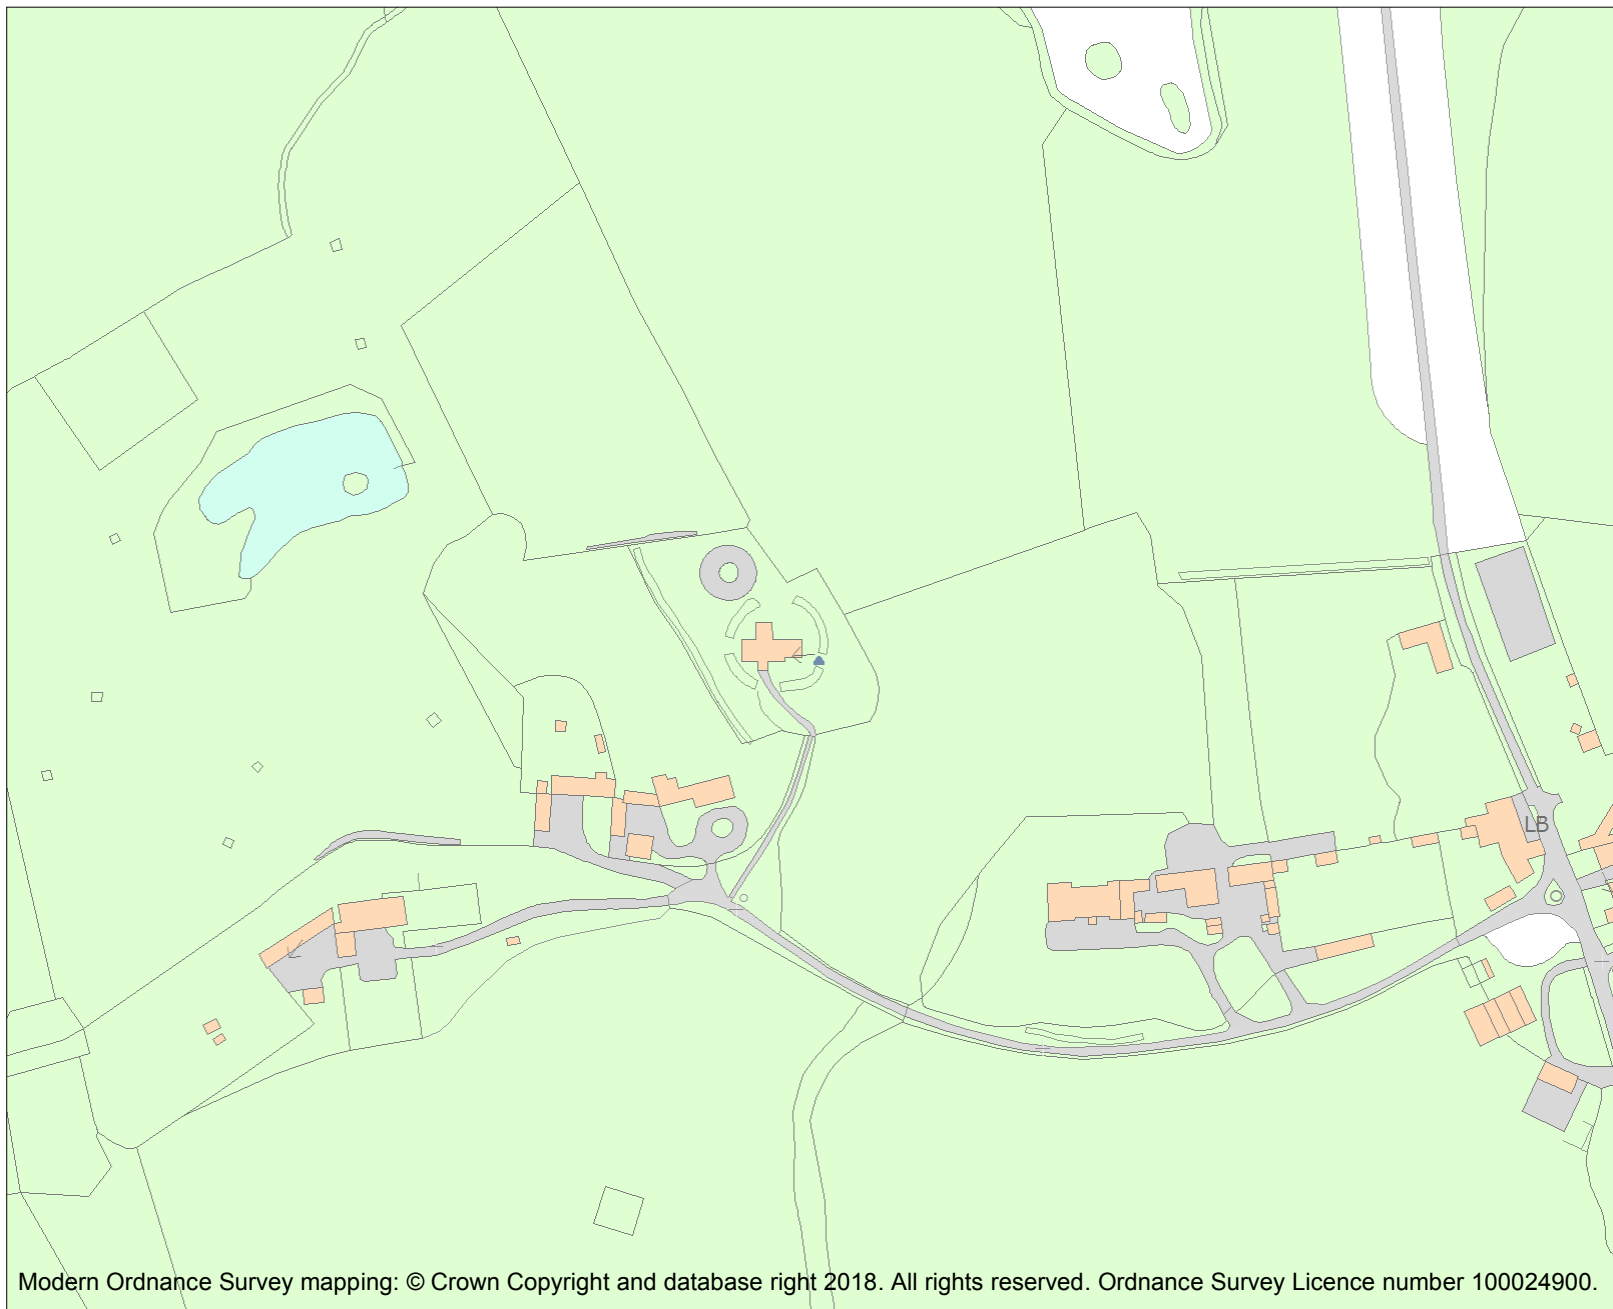 LB
Modern Ordnance Survey mapping: © Crown Copyright and database right 2018. All rights reserved. Ordnance Survey Licence number 100024900.